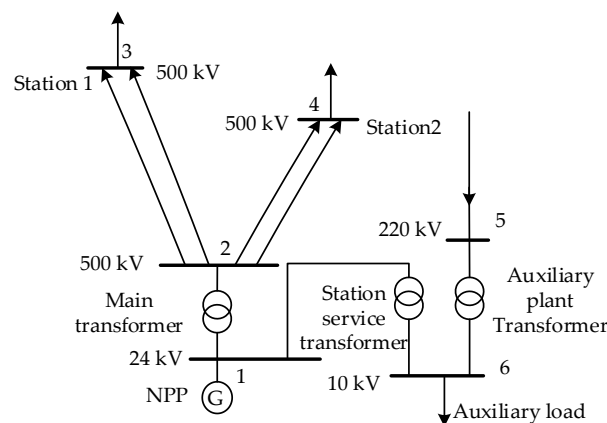 3
Station 1
500 kV
4
500 kV
Station2
5
220 kV
2
500 kV
Main
transformer
Station
service
transformer
Auxiliary
plant
Transformer
24 kV
1
6
10 kV
NPP
G
Auxiliary load